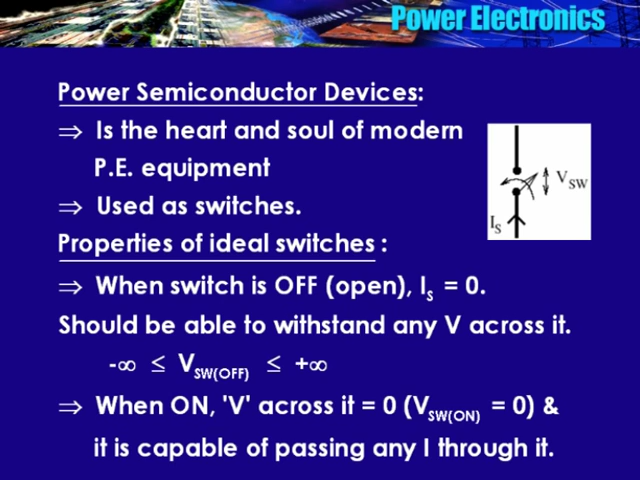 Power Electronics
Power Semiconductor Devices:
⇒ Is the heart and soul of modern
P.E. equipment
⇒ Used as switches.
V_SW
I_S
Properties of ideal switches :
⇒ When switch is OFF (open), I_S = 0.
Should be able to withstand any V across it.
-∞ ≤ V_SW(OFF) ≤ +∞
⇒ When ON, 'V' across it = 0 (V_SW(ON) = 0) &
it is capable of passing any I through it.